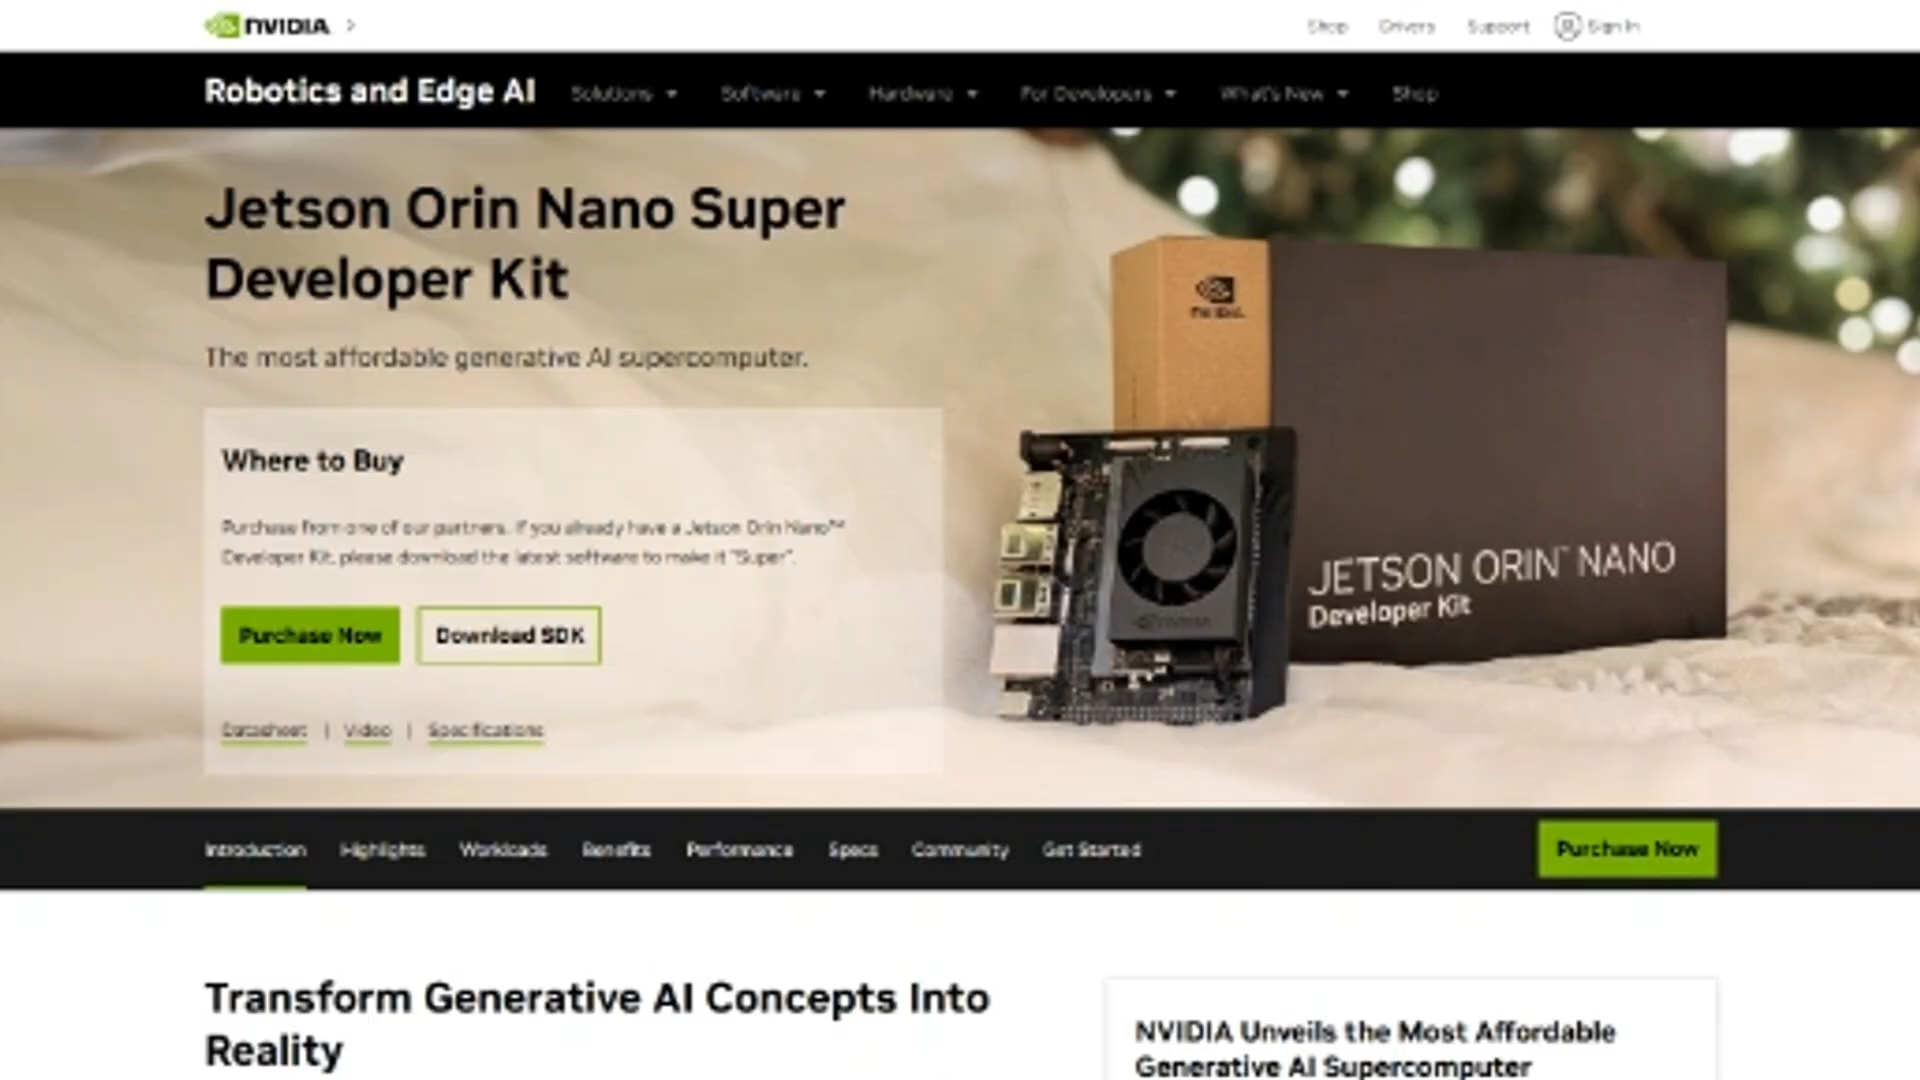 NVIDIA
Shop Drivers Support Sign In
Robotics and Edge AI Solutions Software Hardware For Developers What's New Shop
Jetson Orin Nano Super
Developer Kit
The most affordable generative AI supercomputer.
Where to Buy
Purchase from one of our partners. If you already have a Jetson Orin Nano™
Developer Kit, please download the latest software to make it "Super".
Purchase Now Download SDK
Datasheet | Video | Specifications
NVIDIA
JETSON ORIN™ NANO
Developer Kit
Introduction Highlights Workloads Benefits Performance Specs Community Get Started Purchase Now
Transform Generative AI Concepts Into
Reality
NVIDIA Unveils the Most Affordable
Generative AI Supercomputer